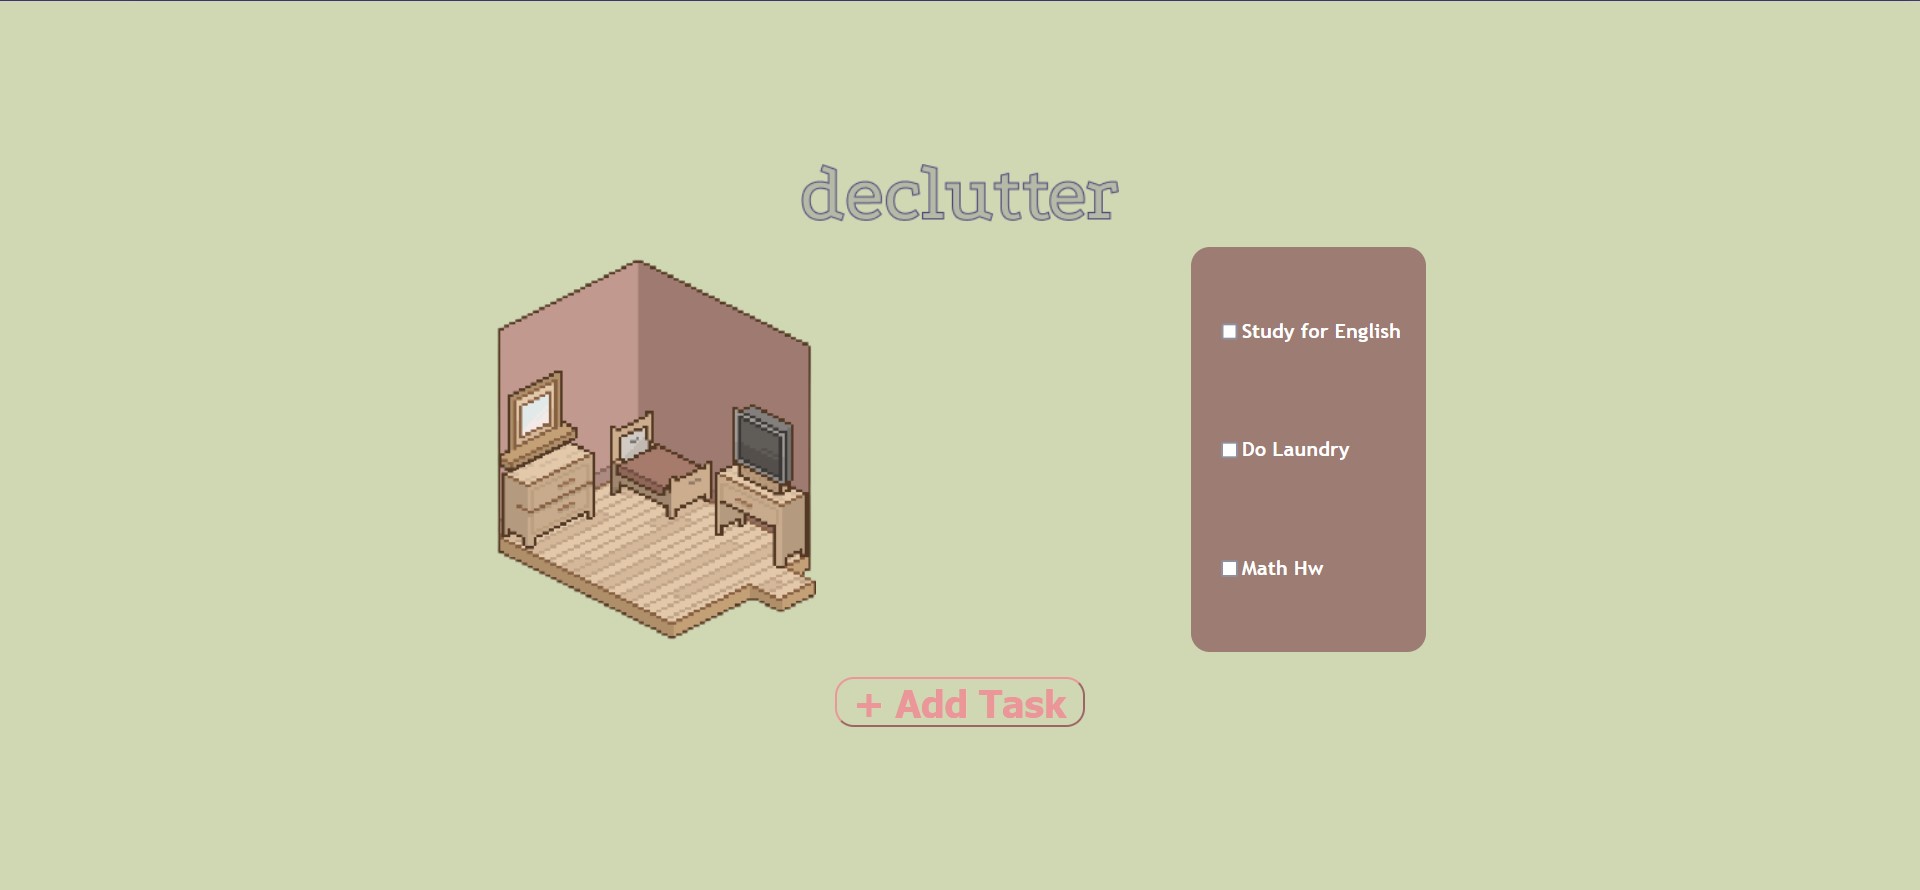 declutter
Study for English
Do Laundry
Math Hw
+ Add Task